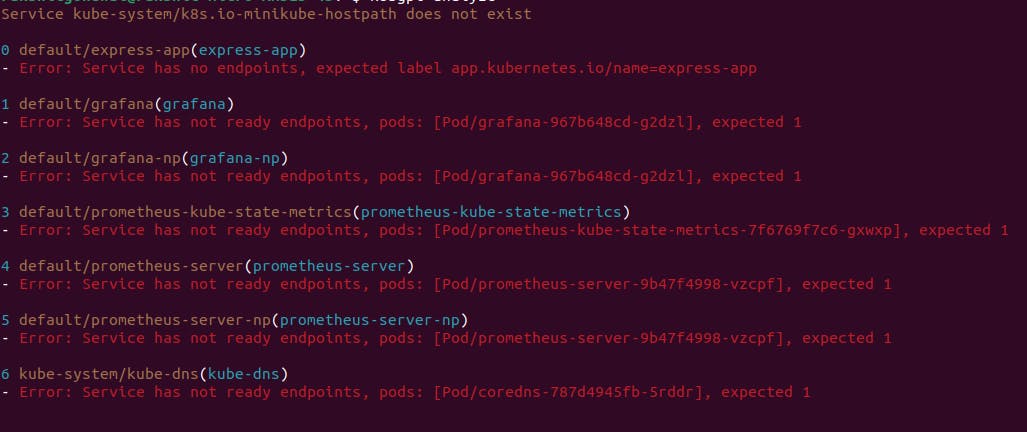 Service kube-system/k8s.io-minikube-hostpath does not exist
0 default/express-app(express-app)
- Error: Service has no endpoints, expected label app.kubernetes.io/name=express-app
1 default/grafana(grafana)
- Error: Service has not ready endpoints, pods: [Pod/grafana-967b648cd-g2dzl], expected 1
2 default/grafana-np(grafana-np)
- Error: Service has not ready endpoints, pods: [Pod/grafana-967b648cd-g2dzl], expected 1
3 default/prometheus-kube-state-metrics(prometheus-kube-state-metrics)
- Error: Service has not ready endpoints, pods: [Pod/prometheus-kube-state-metrics-7f6769f7c6-gxwxp], expected 1
4 default/prometheus-server(prometheus-server)
- Error: Service has not ready endpoints, pods: [Pod/prometheus-server-9b47f4998-vzcpf], expected 1
5 default/prometheus-server-np(prometheus-server-np)
- Error: Service has not ready endpoints, pods: [Pod/prometheus-server-9b47f4998-vzcpf], expected 1
6 kube-system/kube-dns(kube-dns)
- Error: Service has not ready endpoints, pods: [Pod/coredns-787d4945fb-5rddr], expected 1